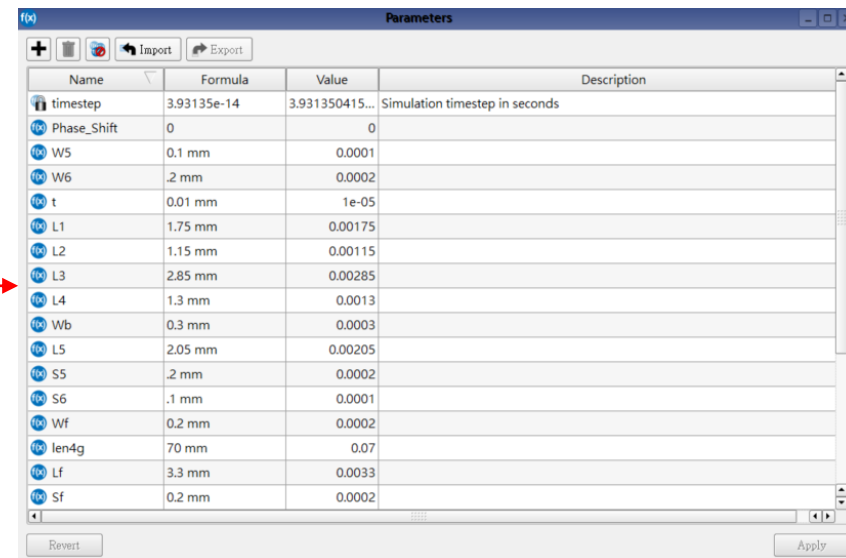 f(x) Parameters
Import Export
Name Formula Value Description
timestep 3.93135e-14 3.931350415... Simulation timestep in seconds
f(x) Phase_Shift 0 0
f(x) W5 0.1 mm 0.0001
f(x) W6 .2 mm 0.0002
f(x) t 0.01 mm 1e-05
f(x) L1 1.75 mm 0.00175
f(x) L2 1.15 mm 0.00115
f(x) L3 2.85 mm 0.00285
f(x) L4 1.3 mm 0.0013
f(x) Wb 0.3 mm 0.0003
f(x) L5 2.05 mm 0.00205
f(x) S5 .2 mm 0.0002
f(x) S6 .1 mm 0.0001
f(x) Wf 0.2 mm 0.0002
f(x) len4g 70 mm 0.07
f(x) Lf 3.3 mm 0.0033
f(x) Sf 0.2 mm 0.0002
Revert Apply